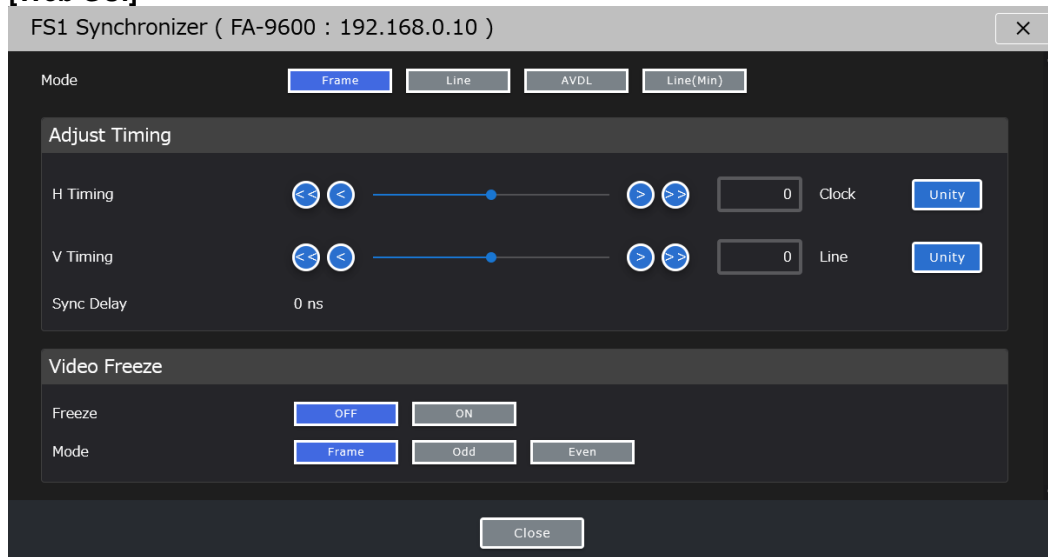 [Web GUI]
FS1 Synchronizer ( FA-9600 : 192.168.0.10 ) ×
Mode Frame Line AVDL Line(Min)
Adjust Timing
H Timing << < > >> 0 Clock Unity
V Timing << < > >> 0 Line Unity
Sync Delay 0 ns
Video Freeze
Freeze OFF ON
Mode Frame Odd Even
Close